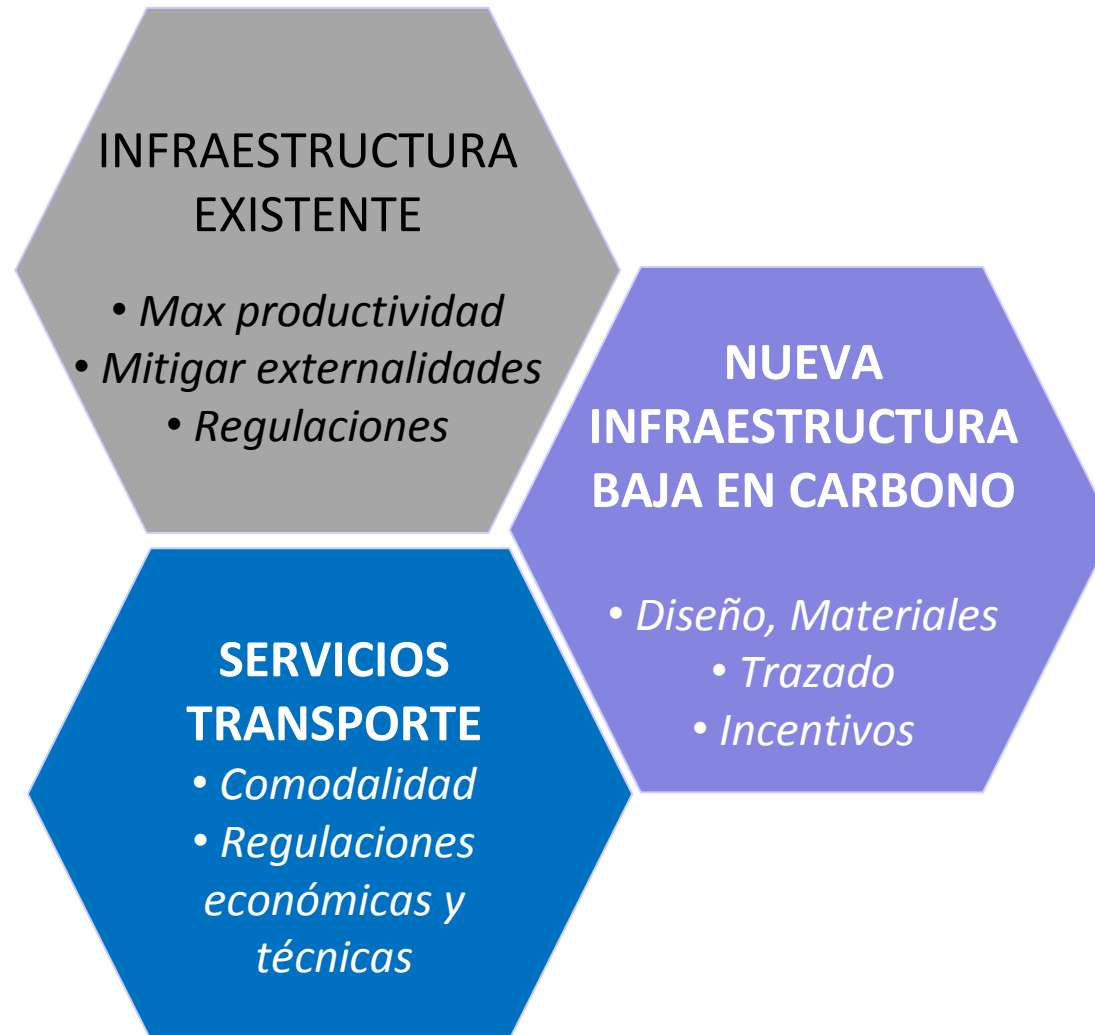 INFRAESTRUCTURA
EXISTENTE
• Max productividad
• Mitigar externalidades
• Regulaciones
NUEVA
INFRAESTRUCTURA
BAJA EN CARBONO
• Diseño, Materiales
• Trazado
• Incentivos
SERVICIOS
TRANSPORTE
• Comodalidad
• Regulaciones
económicas y
técnicas